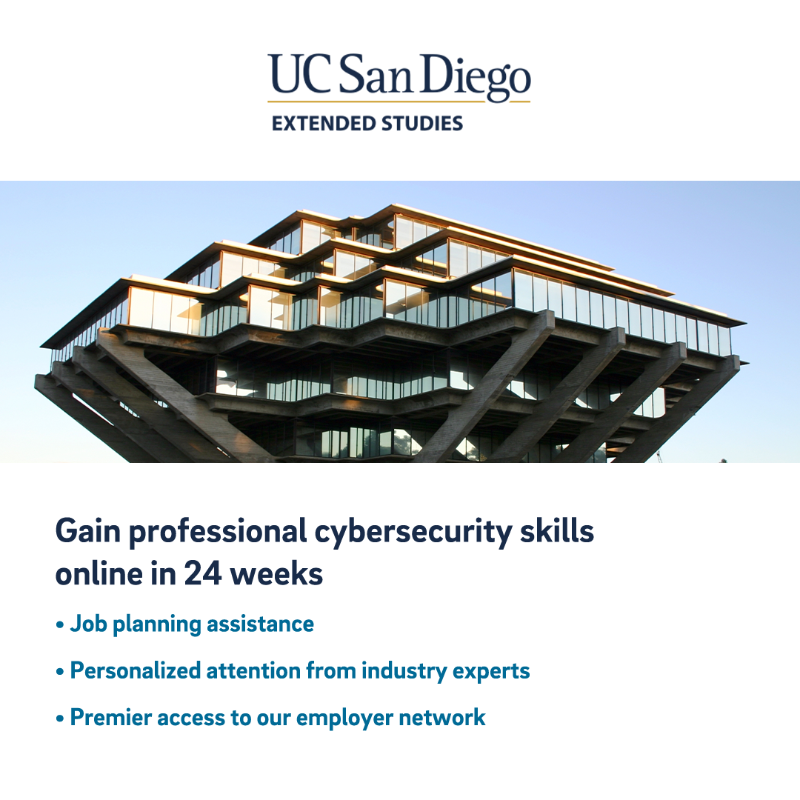 UC San Diego
EXTENDED STUDIES
Gain professional cybersecurity skills
online in 24 weeks
• Job planning assistance
• Personalized attention from industry experts
• Premier access to our employer network